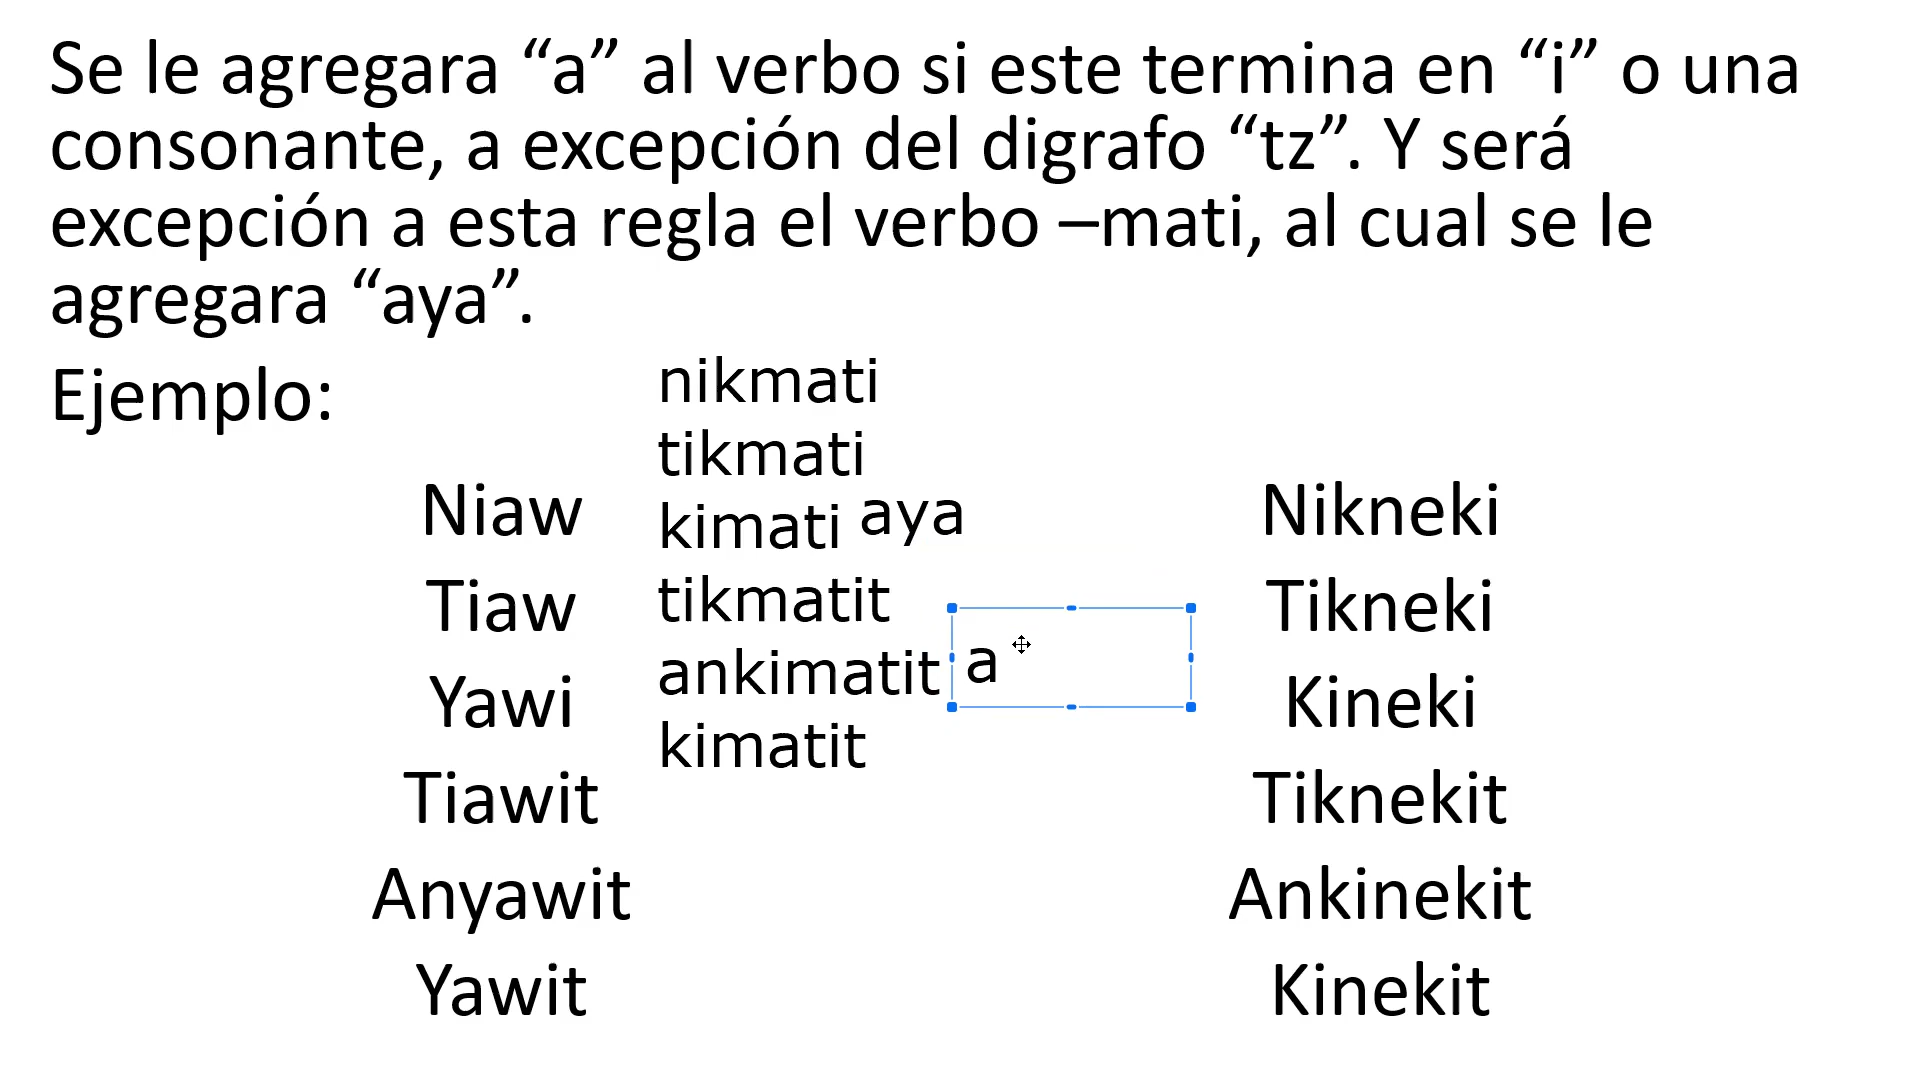 Se le agregara “a” al verbo si este termina en “i” o una
consonante, a excepción del digrafo “tz”. Y será
excepción a esta regla el verbo –mati, al cual se le
agregara “aya”.
Ejemplo:
Niaw
Tiaw
Yawi
Tiawit
Anyawit
Yawit
nikmati
tikmati
kimati aya
tikmatit
ankimatit a
kimatit
Nikneki
Tikneki
Kineki
Tiknekit
Ankinekit
Kinekit